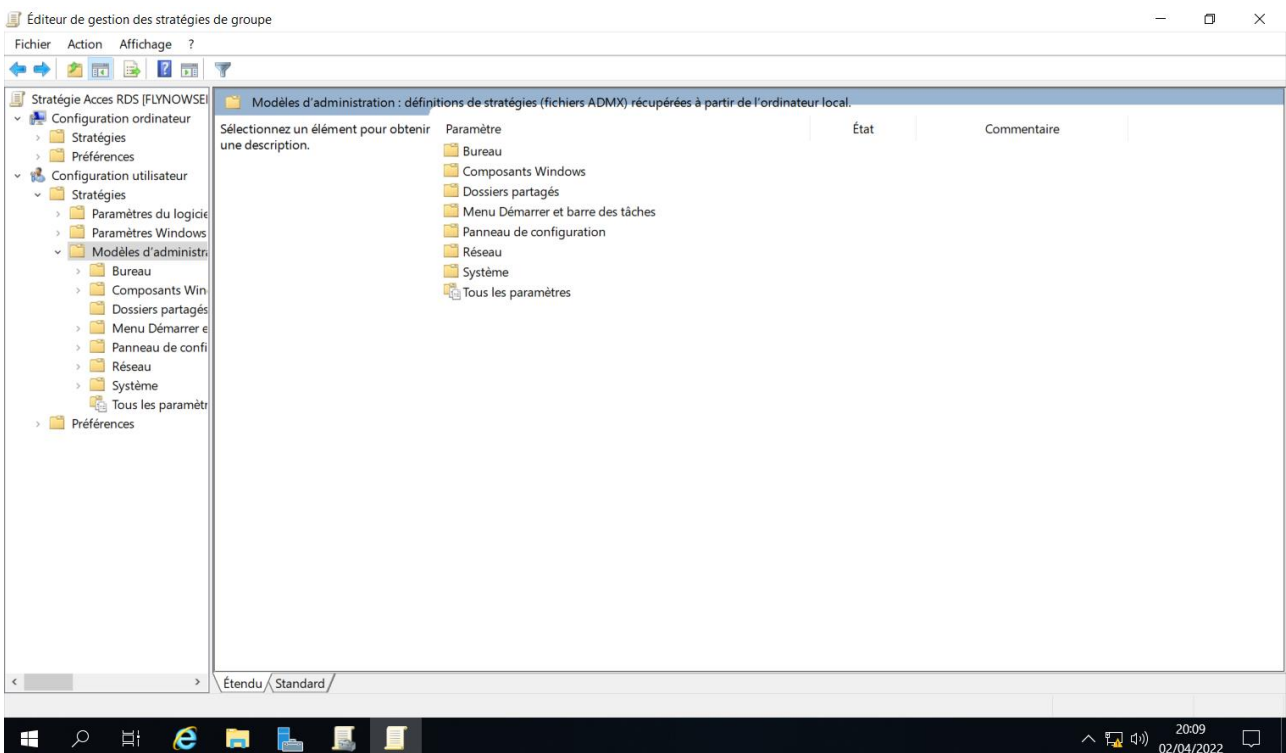 Éditeur de gestion des stratégies de groupe
Fichier Action Affichage ?
Stratégie Acces RDS [FLYNOWSE
Configuration ordinateur
Stratégies
Préférences
Configuration utilisateur
Stratégies
Paramètres du logicie
Paramètres Windows
Modèles d'administra
Bureau
Composants Win
Dossiers partagés
Menu Démarrer e
Panneau de confi
Réseau
Système
Tous les paramètr
Préférences
Modèles d'administration : définitions de stratégies (fichiers ADMX) récupérées à partir de l'ordinateur local.
Sélectionnez un élément pour obtenir
une description.
Paramètre État Commentaire
Bureau
Composants Windows
Dossiers partagés
Menu Démarrer et barre des tâches
Panneau de configuration
Réseau
Système
Tous les paramètres
Étendu Standard
20:09
02/04/2022